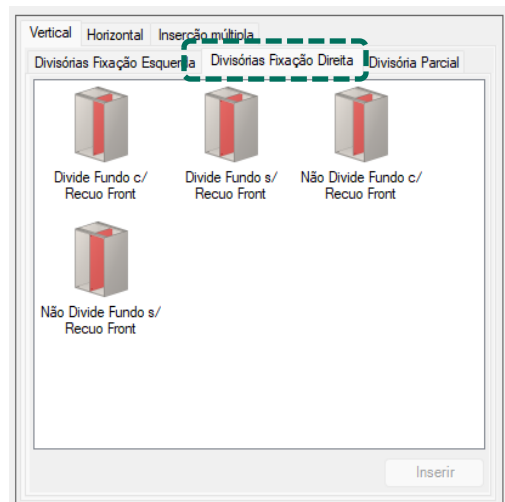 Vertical Horizontal Inserção múltipla
Divisórias Fixação Esquerda Divisórias Fixação Direita Divisória Parcial
Divide Fundo c/ Divide Fundo s/ Não Divide Fundo c/
Recuo Front Recuo Front Recuo Front
Não Divide Fundo s/
Recuo Front
Inserir